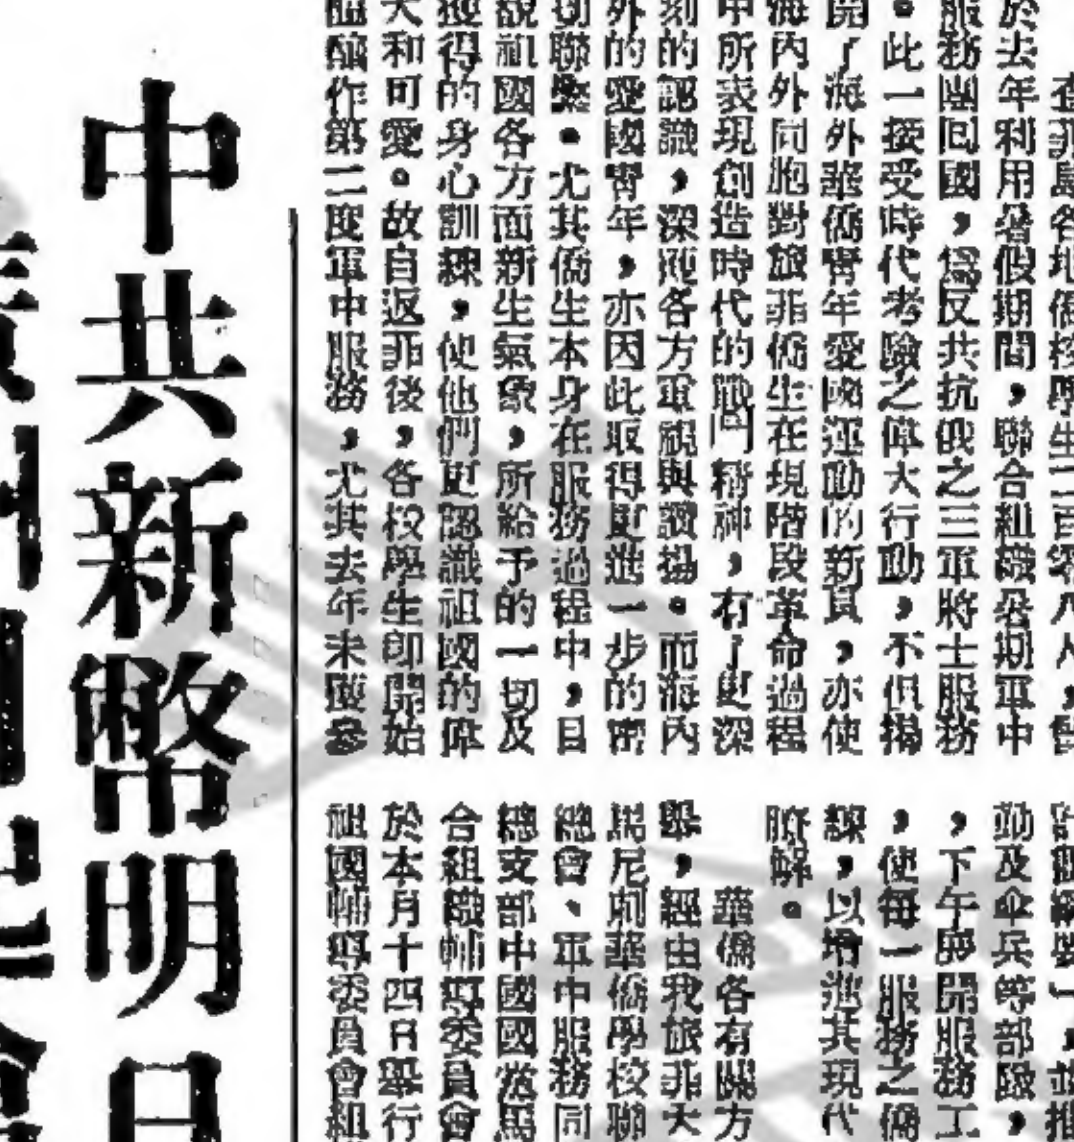 查菲島各地僑校學生二百零八人,曾
於去年利用暑假期間,聯合組織暑期軍中
服務團回國,爲反共抗俄之三軍將士服務
。此一接受時代考驗之偉大行動,不但揭
開了海外華僑青年愛國運動的新頁,亦使
海內外同胞對旅菲僑生在現階段革命過程
中所表現創造時代的戰鬥精神,有了更深
刻的認識,深獲各方重視與讚揚。而海內
外的愛國青年,亦因此取得更進一步的密
切聯繫。尤其僑生本身在服務過程中,目
說祖國各方面新生氣象,所給予的一切及
獲得的身心訓練,使他們更認識祖國的偉
大和可愛。故自返菲後,各校學生即開始
醞釀作第二度軍中服務,尤其去年未獲參
綱要」,並推
動及傘兵等部隊,
,下午展開服務工
,使每一服務之僑
練,以增進其現代
瞭解。
華僑各有關方
舉,經由我旅菲大
馬尼剌華僑學校聯
總會、軍中服務同
總支部中國國黨馬
合組織輔導委員會
於本月十四日舉行
祖國輔導委員會組
中共新幣明日